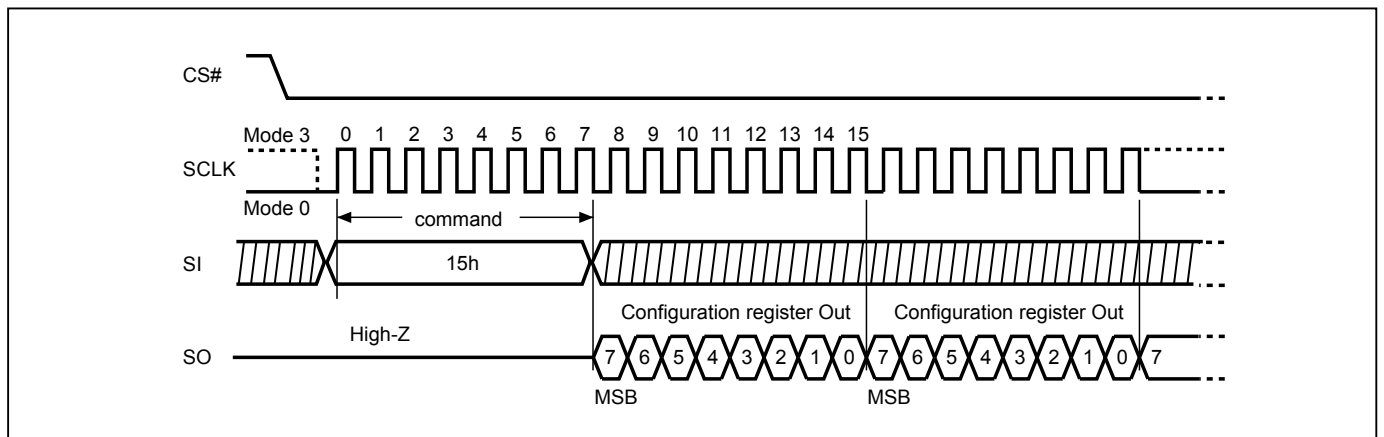 CS#
Mode 3 0 1 2 3 4 5 6 7 8 9 10 11 12 13 14 15
SCLK
Mode 0
command
SI 15h
Configuration register Out Configuration register Out
High-Z
SO 7 6 5 4 3 2 1 0 7 6 5 4 3 2 1 0 7
MSB MSB